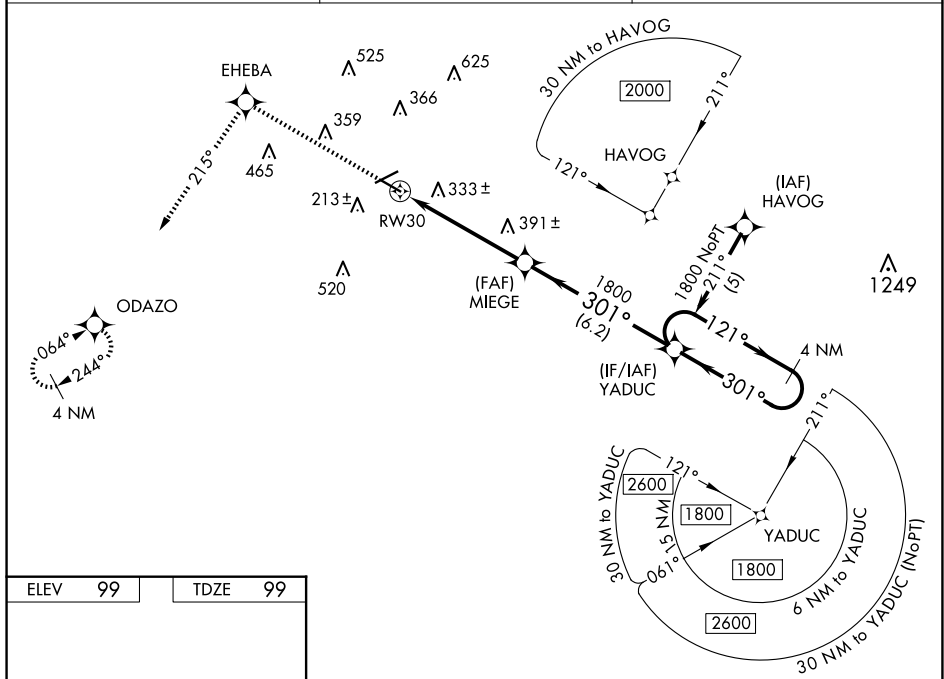 EHEBA
525
625
366
359
465
213±
333±
RW30
391±
520
215°
ODAZO
064°
244°
4 NM
30 NM to HAVOG
2000
211°
121°
HAVOG
(IAF)
HAVOG
1800 NoPT
211°
(5)
1249
(FAF)
MIEGE
1800
301°
(6.2)
121°
4 NM
301°
(IF/IAF)
YADUC
211°
30 NM to YADUC
2600
121°
1800
15 NM
061°
YADUC
1800
6 NM to YADUC
2600
30 NM to YADUC (NoPT)
ELEV 99
TDZE 99